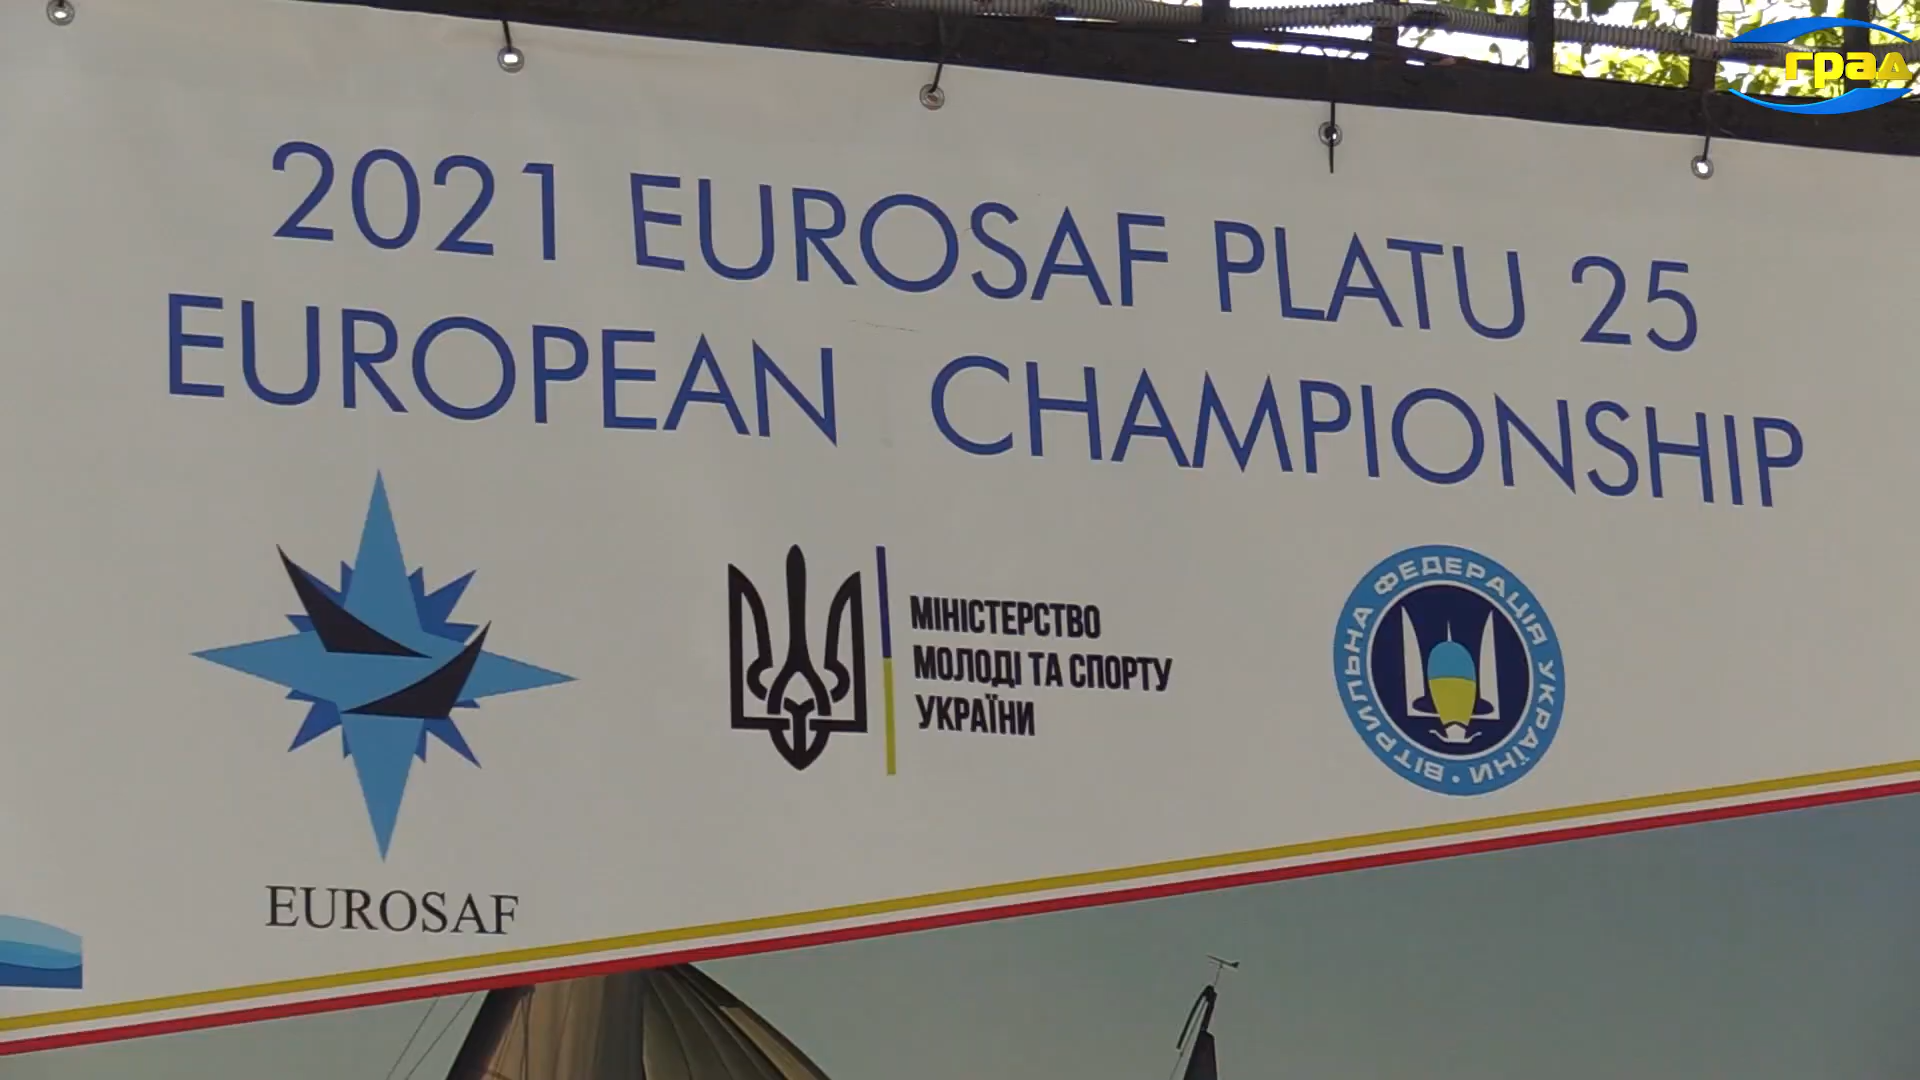 град
2021 EUROSAF PLATU 25
EUROPEAN CHAMPIONSHIP
МІНІСТЕРСТВО
МОЛОДІ ТА СПОРТУ
УКРАЇНИ
ВІТРИЛЬНА ФЕДЕРАЦІЯ УКРАЇНИ •
EUROSAF